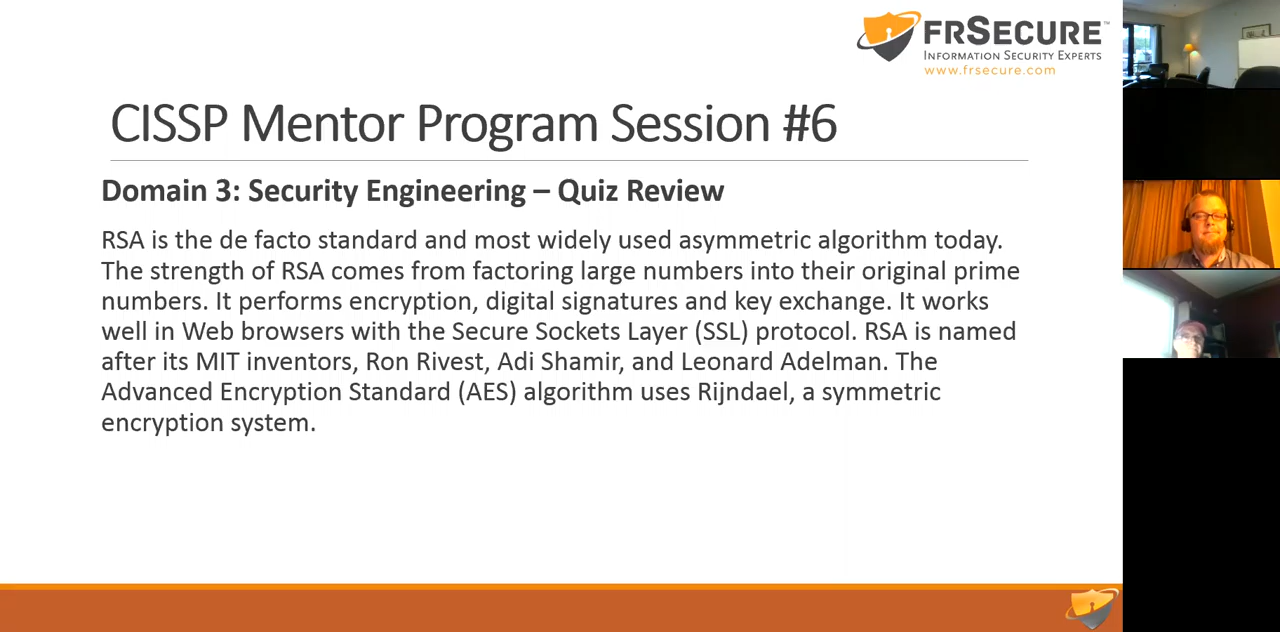 FRSECURE™
INFORMATION SECURITY EXPERTS
www.frsecure.com
CISSP Mentor Program Session #6
Domain 3: Security Engineering – Quiz Review
RSA is the de facto standard and most widely used asymmetric algorithm today.
The strength of RSA comes from factoring large numbers into their original prime
numbers. It performs encryption, digital signatures and key exchange. It works
well in Web browsers with the Secure Sockets Layer (SSL) protocol. RSA is named
after its MIT inventors, Ron Rivest, Adi Shamir, and Leonard Adelman. The
Advanced Encryption Standard (AES) algorithm uses Rijndael, a symmetric
encryption system.